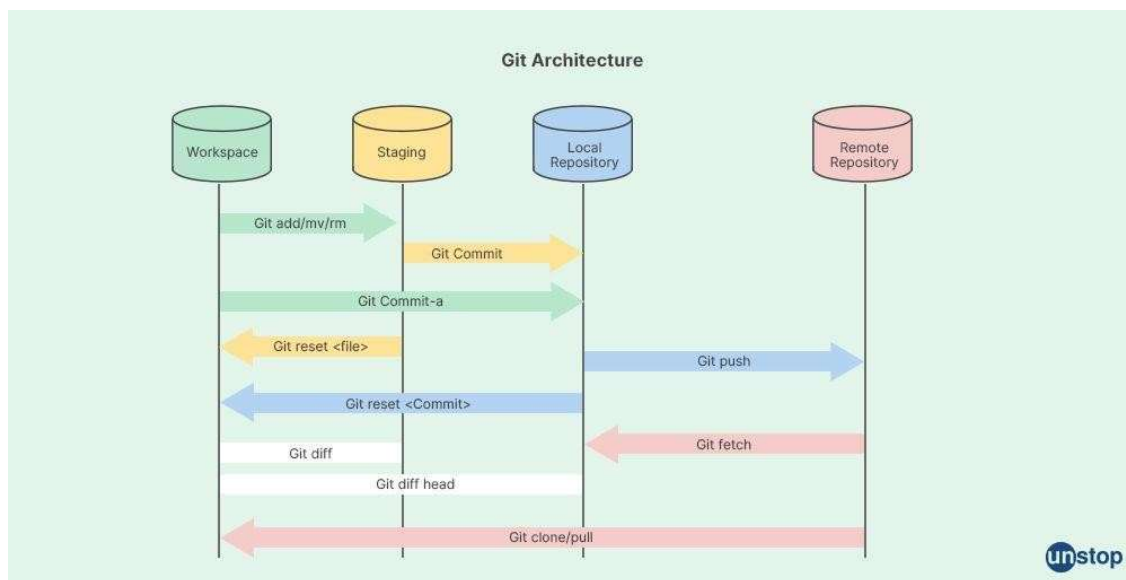 Git Architecture
Workspace
Staging
Local
Repository
Remote
Repository
Git add/mv/rm
Git Commit
Git Commit-a
Git reset <file>
Git push
Git reset <Commit>
Git fetch
Git diff
Git diff head
Git clone/pull
unstop